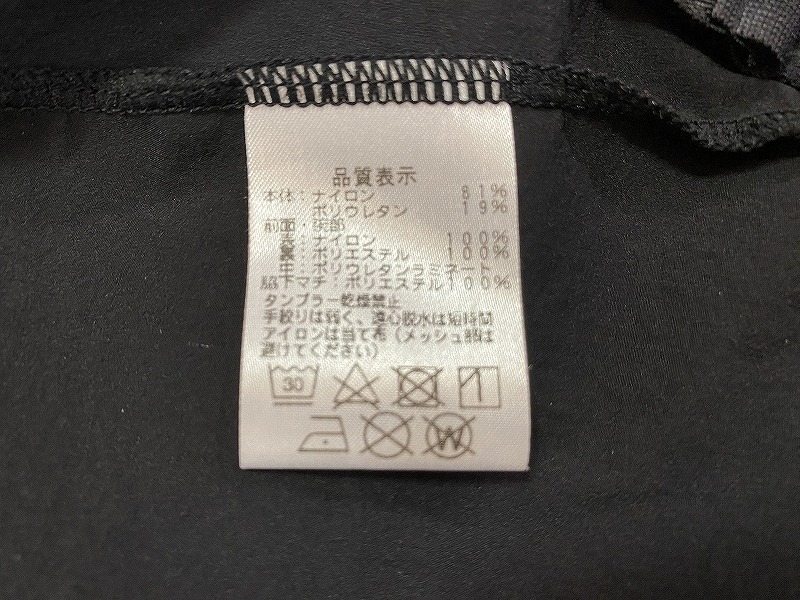 品質表示
本体：ナイロン 81%
ポリウレタン 19%
前面・腕部
表：ナイロン 100%
裏：ポリエステル 100%
中：ポリウレタンラミネート
脇下マチ：ポリエステル100%
タンブラー乾燥禁止
手絞りは弱く、遠心脱水は短時間
アイロンは当て布（メッシュ部は
避けてください）
30
W